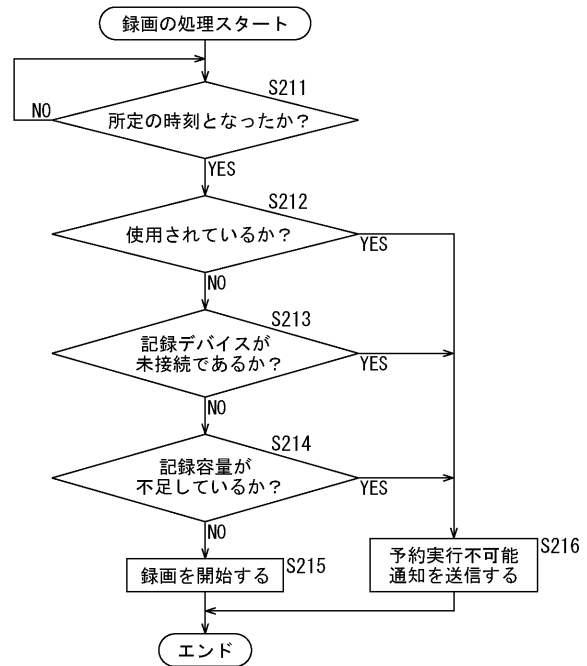 録画の処理スタート
S211
所定の時刻となったか？
NO
YES
S212
使用されているか？
YES
NO
S213
記録デバイスが
未接続であるか？
YES
NO
S214
記録容量が
不足しているか？
YES
NO
録画を開始する
S215
予約実行不可能
通知を送信する
S216
エンド